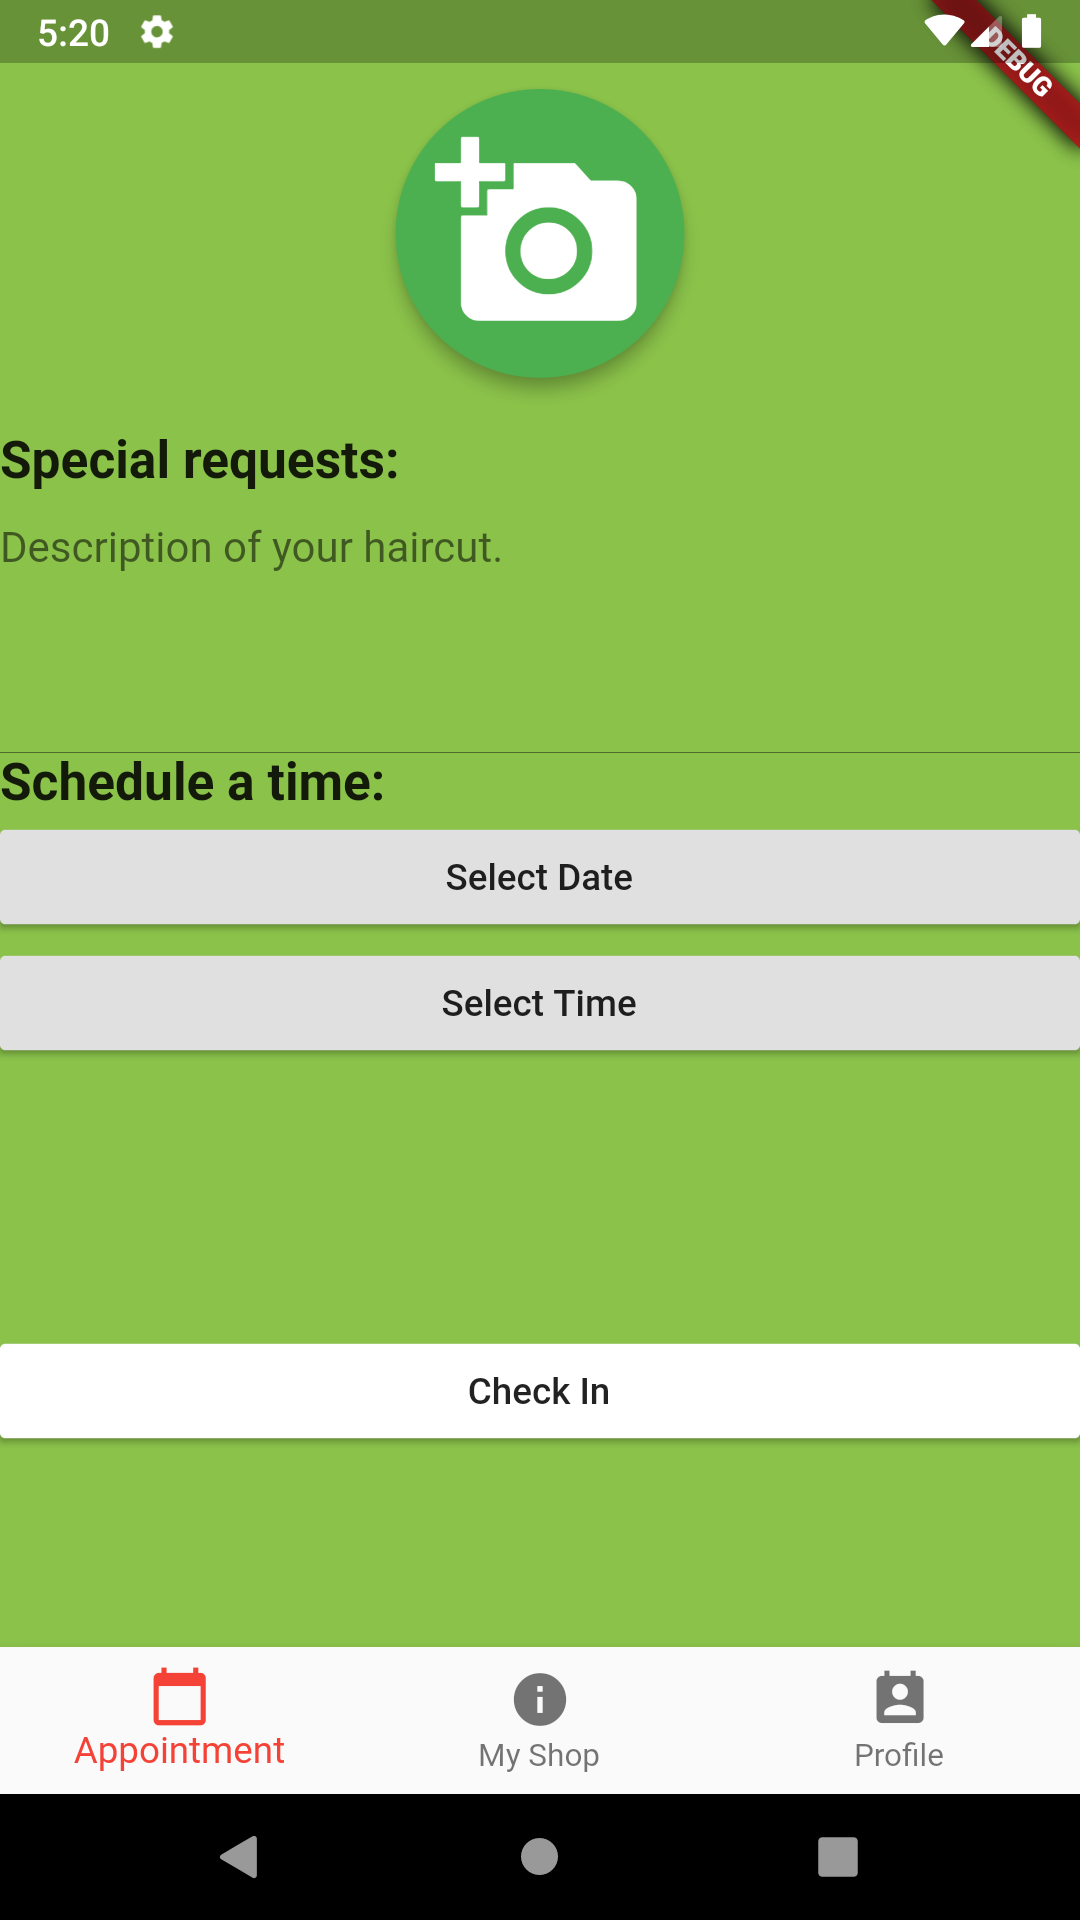 5:20
DEBUG
Special requests:
Description of your haircut.
Schedule a time:
Select Date
Select Time
Check In
Appointment
My Shop
Profile